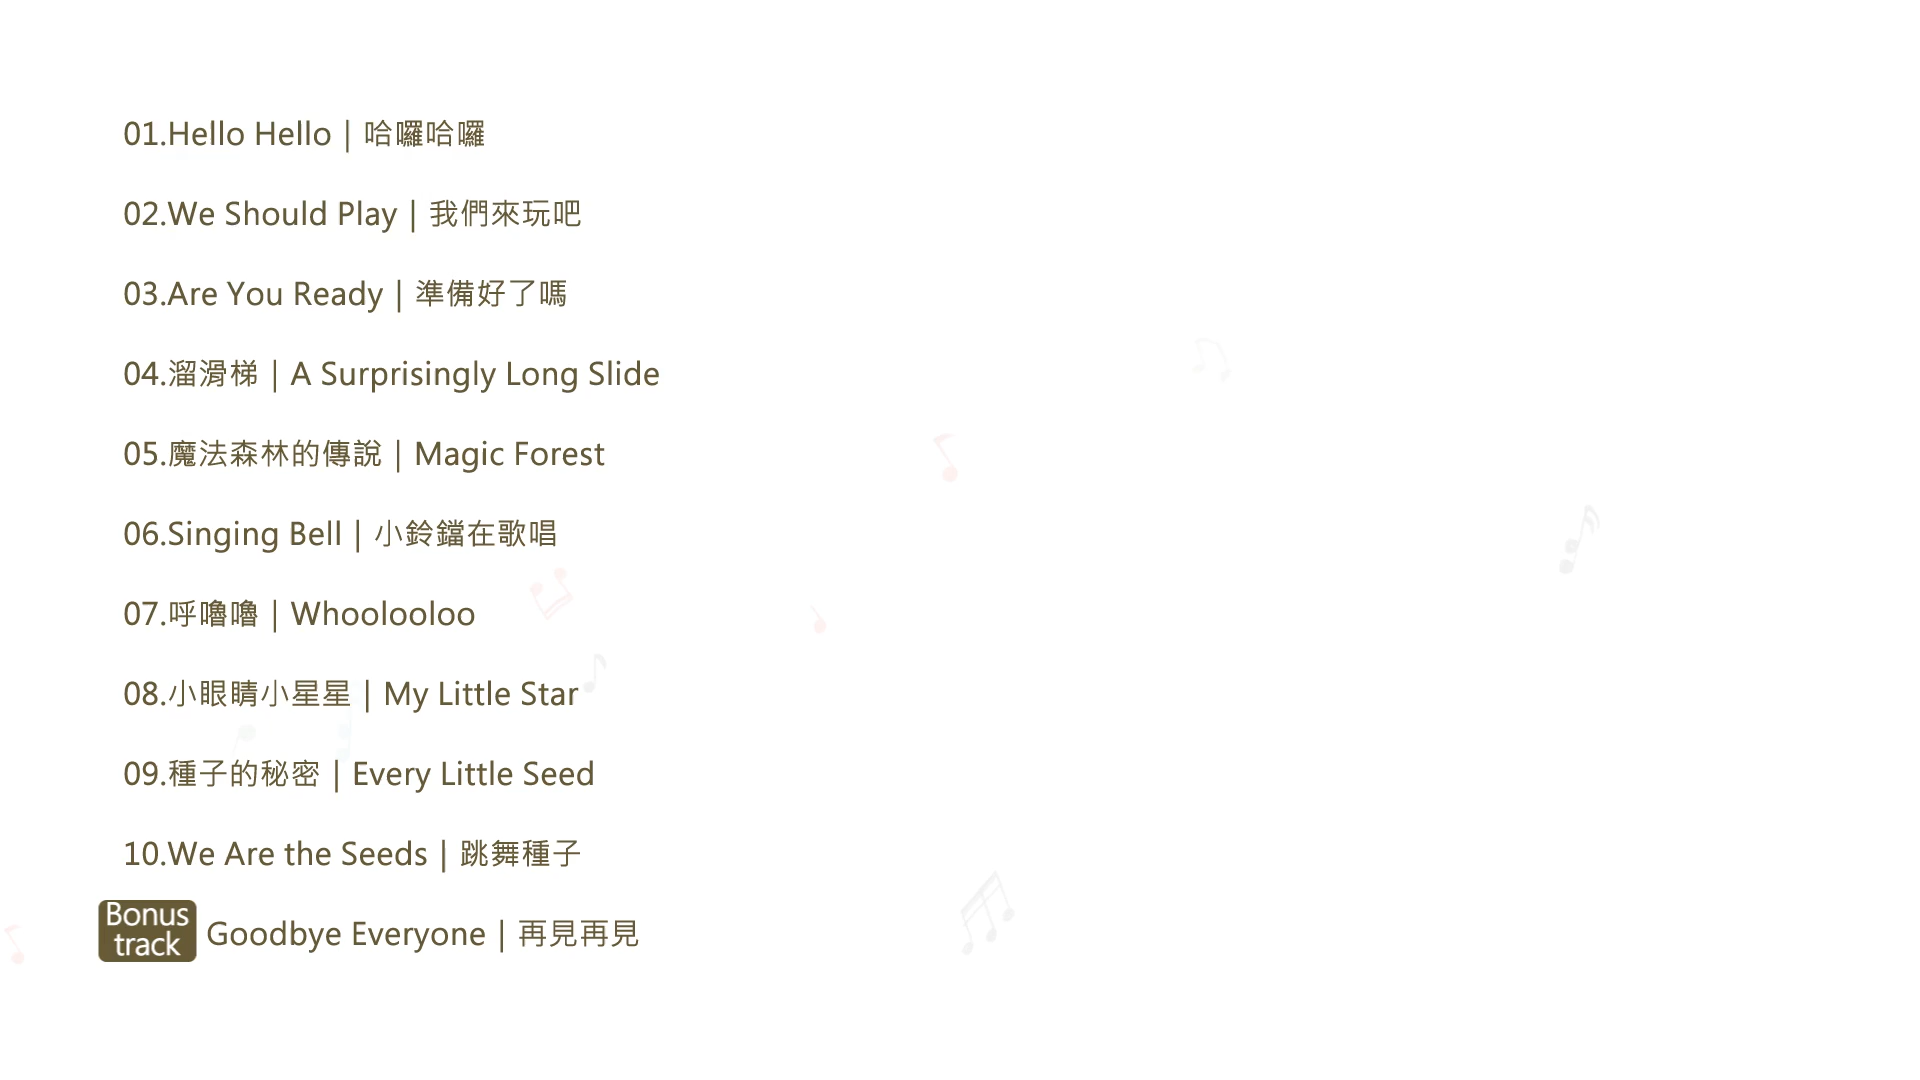 01.Hello Hello｜哈囉哈囉
02.We Should Play｜我們來玩吧
03.Are You Ready｜準備好了嗎
04.溜滑梯｜A Surprisingly Long Slide
05.魔法森林的傳說｜Magic Forest
06.Singing Bell｜小鈴鐺在歌唱
07.呼嚕嚕｜Whoolooloo
08.小眼睛小星星｜My Little Star
09.種子的秘密｜Every Little Seed
10.We Are the Seeds｜跳舞種子
Bonus
track
Goodbye Everyone｜再見再見